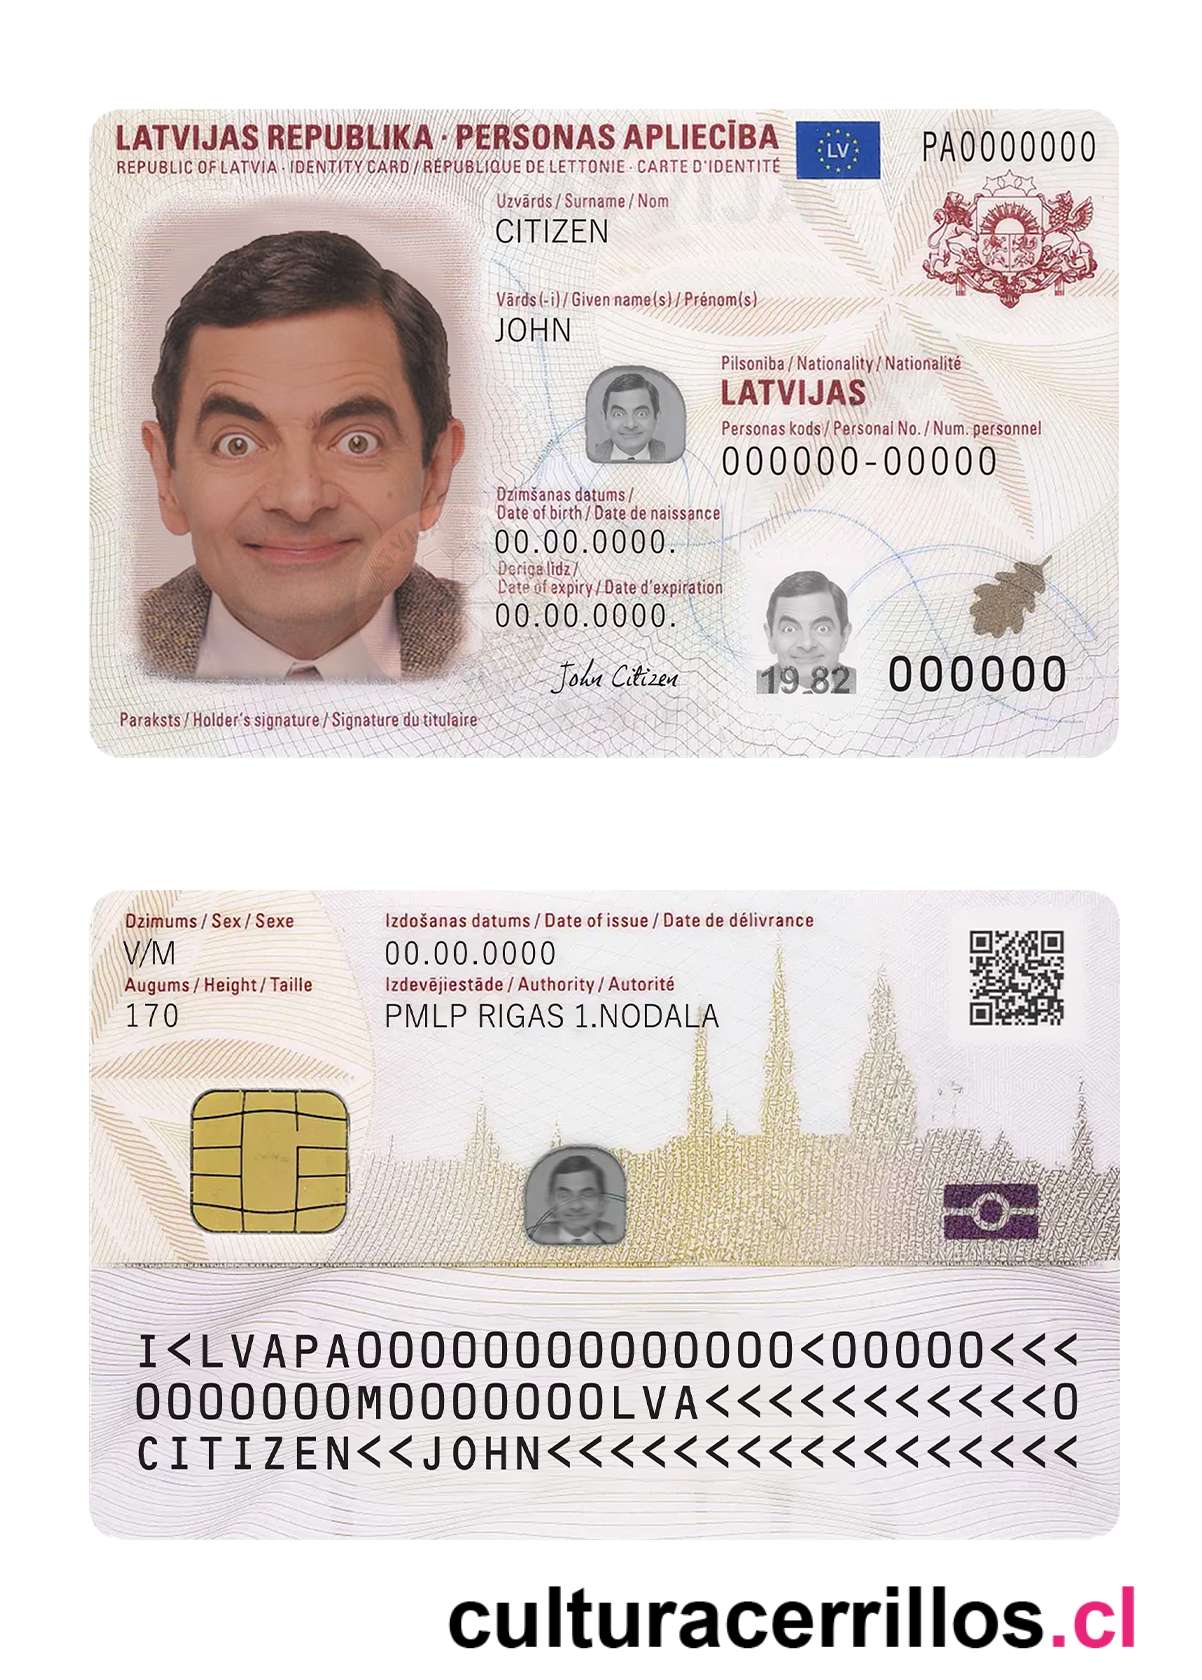 LATVIJAS REPUBLIKA · PERSONAS APLIECĪBA
REPUBLIC OF LATVIA · IDENTITY CARD / RÉPUBLIQUE DE LETTONIE · CARTE D'IDENTITÉ
LV
PA0000000
Uzvārds / Surname / Nom
CITIZEN
Vārds (-i) / Given name(s) / Prénom(s)
JOHN
Pilsonība / Nationality / Nationalité
LATVIJAS
Personas kods / Personal No. / Num. personnel
000000-00000
Dzimšanas datums /
Date of birth / Date de naissance
00.00.0000.
Derīga līdz /
Date of expiry / Date d'expiration
00.00.0000.
John Citizen
19.82
000000
Paraksts / Holder's signature / Signature du titulaire
Dzimums / Sex / Sexe
V/M
Augums / Height / Taille
170
Izdošanas datums / Date of issue / Date de délivrance
00.00.0000
Izdevējiestāde / Authority / Autorité
PMLP RIGAS 1.NODALA
I<LVAPA000000000000000<00000<<<
0000000M0000000LVA<<<<<<<<<<<0
CITIZEN<<JOHN<<<<<<<<<<<<<<<<<
culturacerrillos.cl